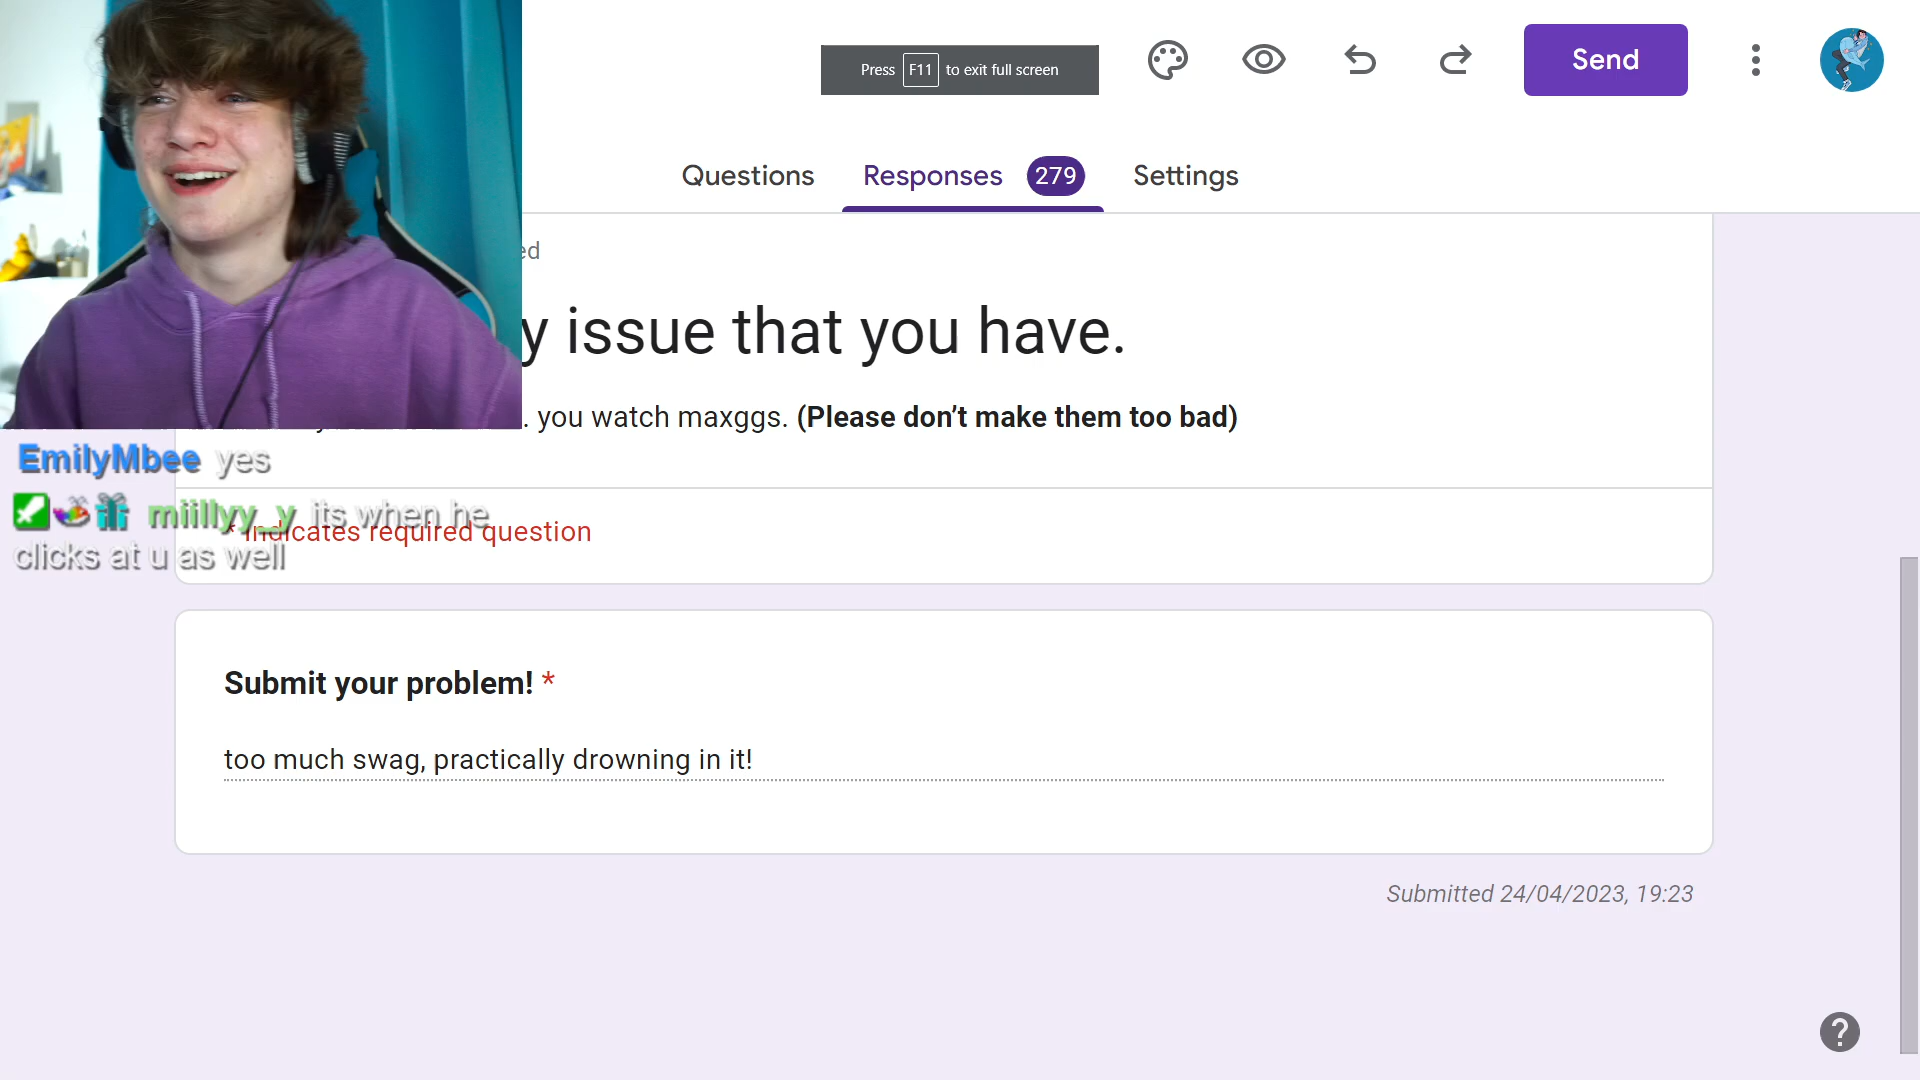 Press F11 to exit full screen
Send
Questions
Responses 279
Settings
ed
y issue that you have.
. you watch maxggs. (Please don't make them too bad)
EmilyMbee yes
miillyy_y its when he
clicks at u as well
* Indicates required question
Submit your problem! *
too much swag, practically drowning in it!
Submitted 24/04/2023, 19:23